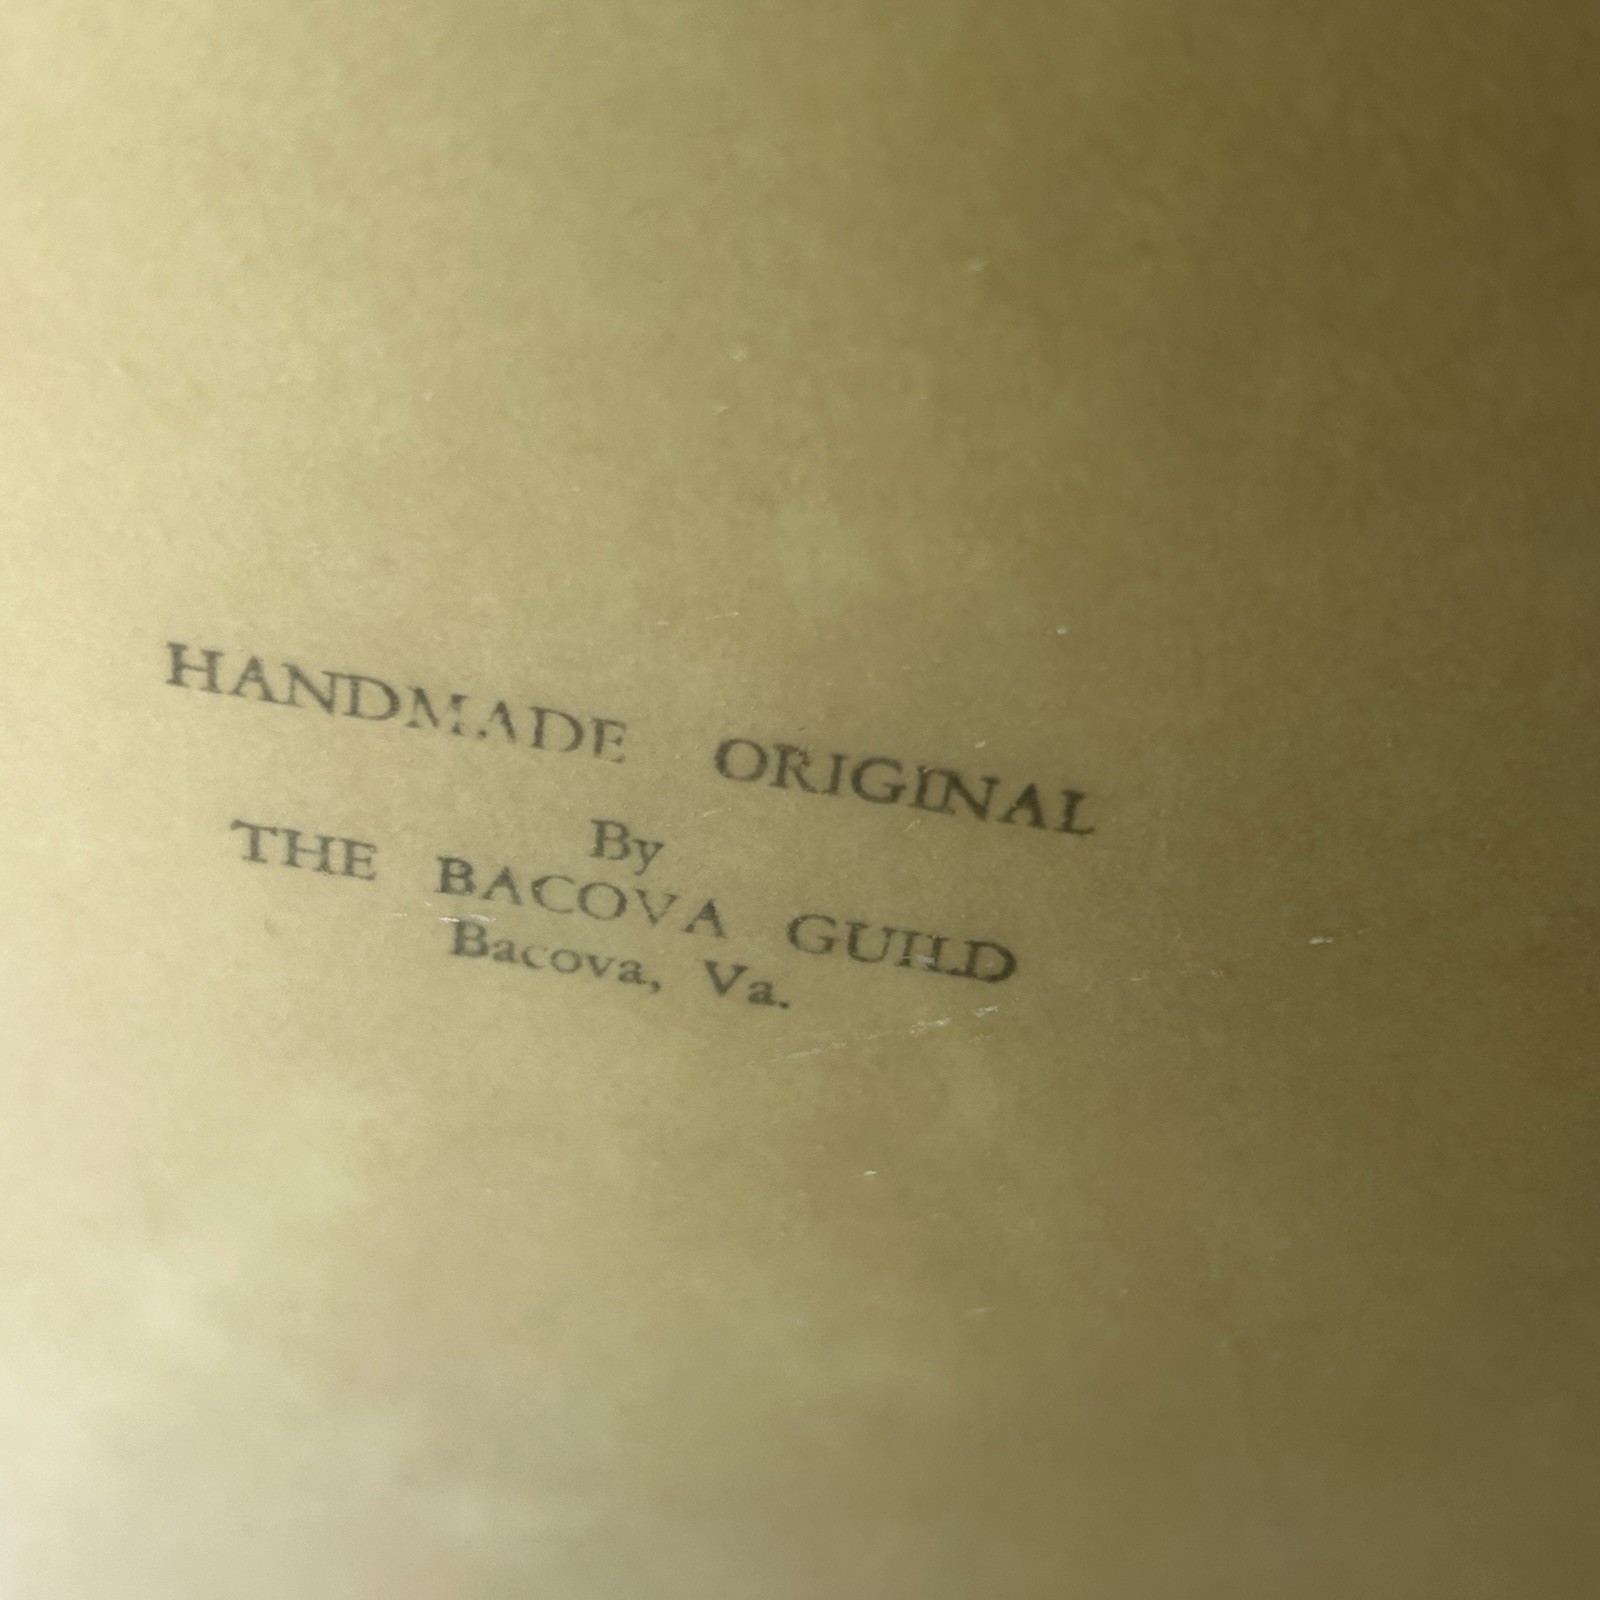 HANDMADE ORIGINAL
By
THE BACOVA GUILD
Bacova, Va.